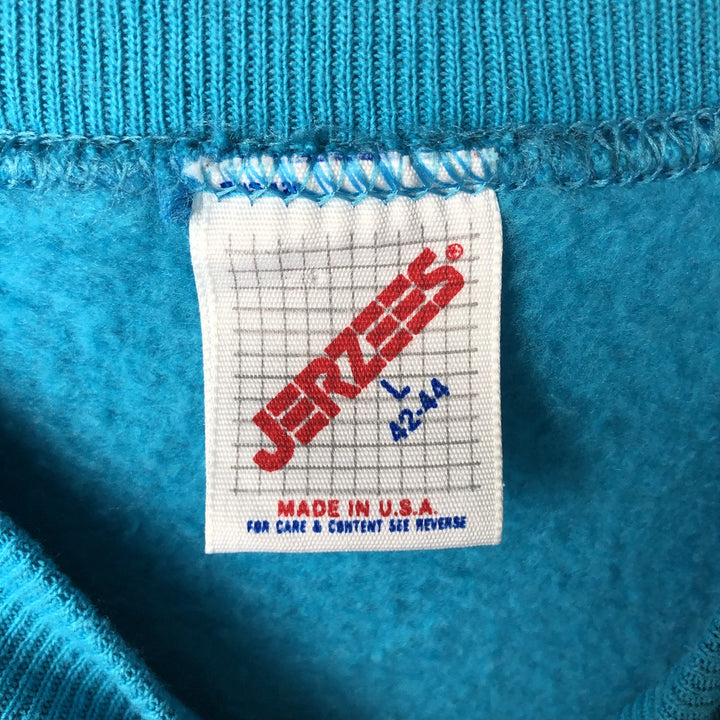 JERZEES®
L
42-44
MADE IN U.S.A.
FOR CARE & CONTENT SEE REVERSE